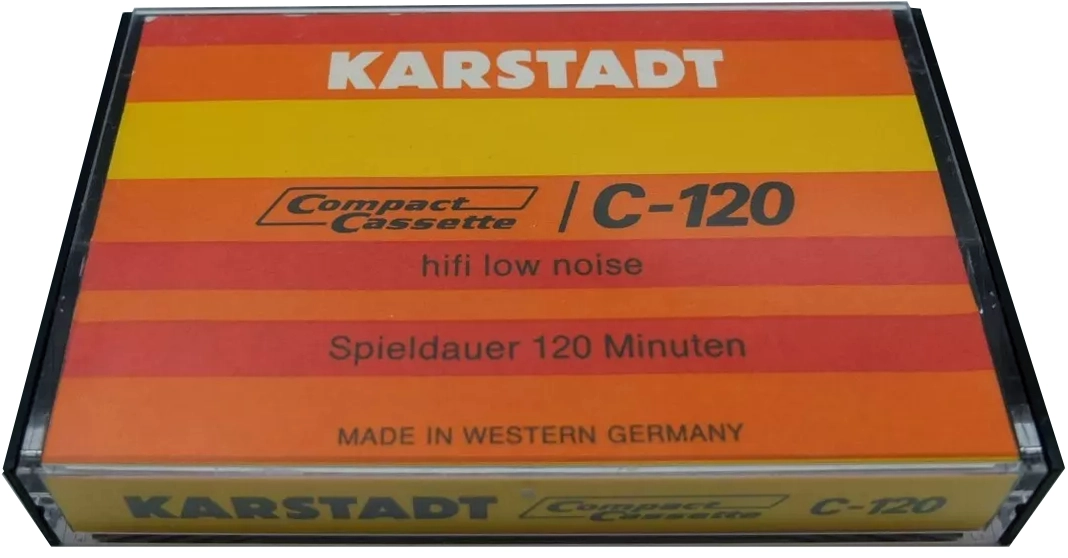 KARSTADT
Compact Cassette / C-120
hifi low noise
Spieldauer 120 Minuten
MADE IN WESTERN GERMANY
KARSTADT Compact Cassette C-120